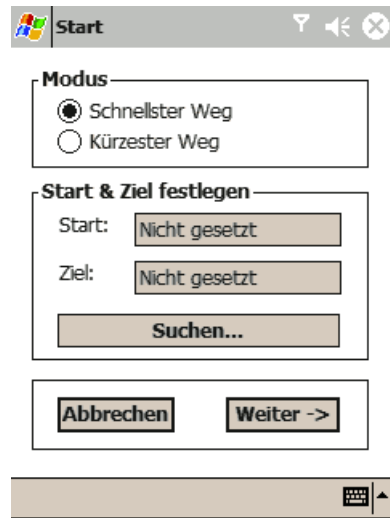 Start
Modus
Schnellster Weg
Kürzester Weg
Start & Ziel festlegen
Start: Nicht gesetzt
Ziel: Nicht gesetzt
Suchen...
Abbrechen Weiter ->